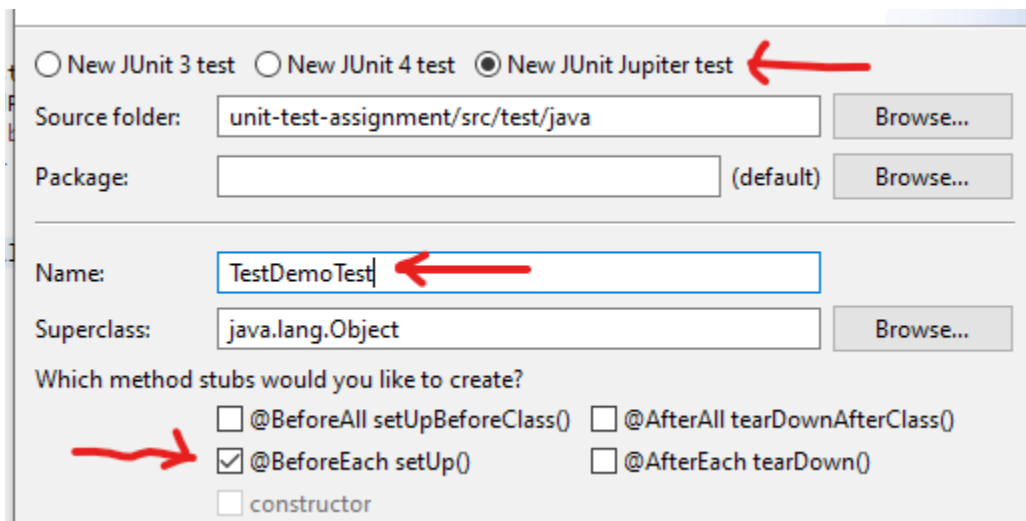 New JUnit 3 test New JUnit 4 test New JUnit Jupiter test
Source folder: unit-test-assignment/src/test/java Browse...
Package: (default) Browse...
Name: TestDemoTest
Superclass: java.lang.Object Browse...
Which method stubs would you like to create?
@BeforeAll setUpBeforeClass() @AfterAll tearDownAfterClass()
@BeforeEach setUp() @AfterEach tearDown()
constructor